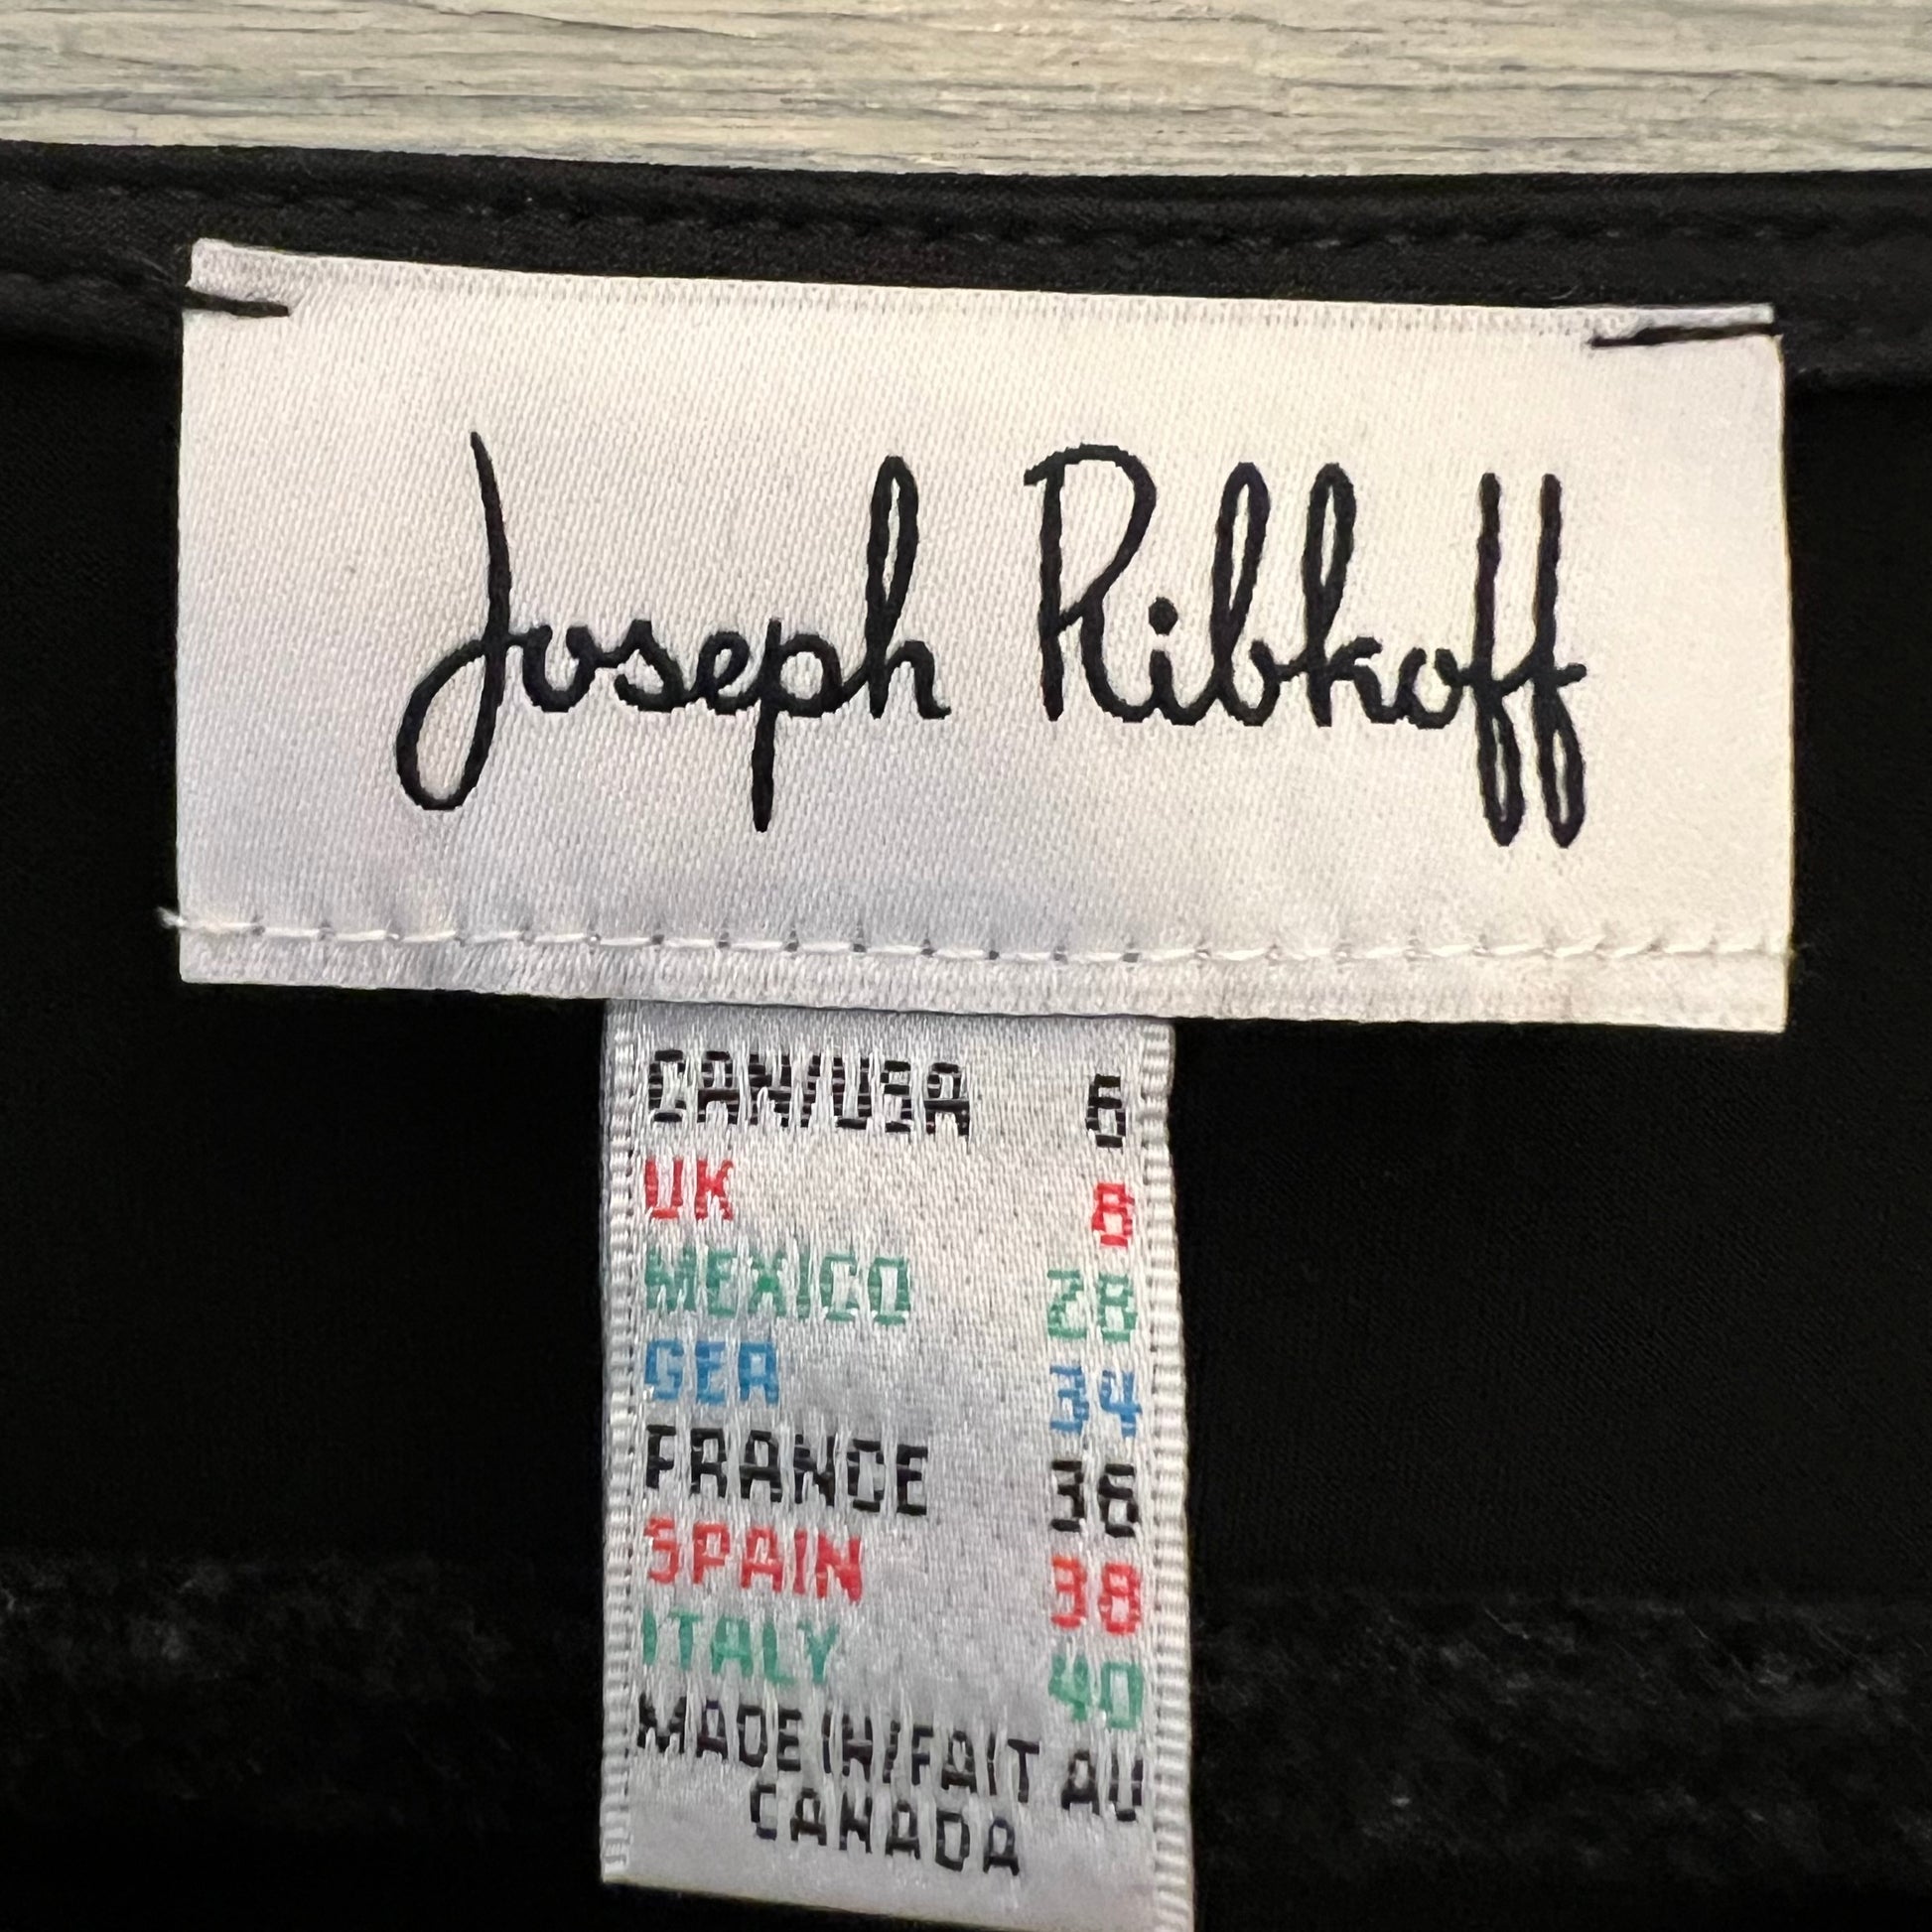 Joseph Ribkoff
CAN/USA 6
UK 8
MEXICO 28
GER 34
FRANCE 36
SPAIN 38
ITALY 40
MADE IN/FAIT AU
CANADA